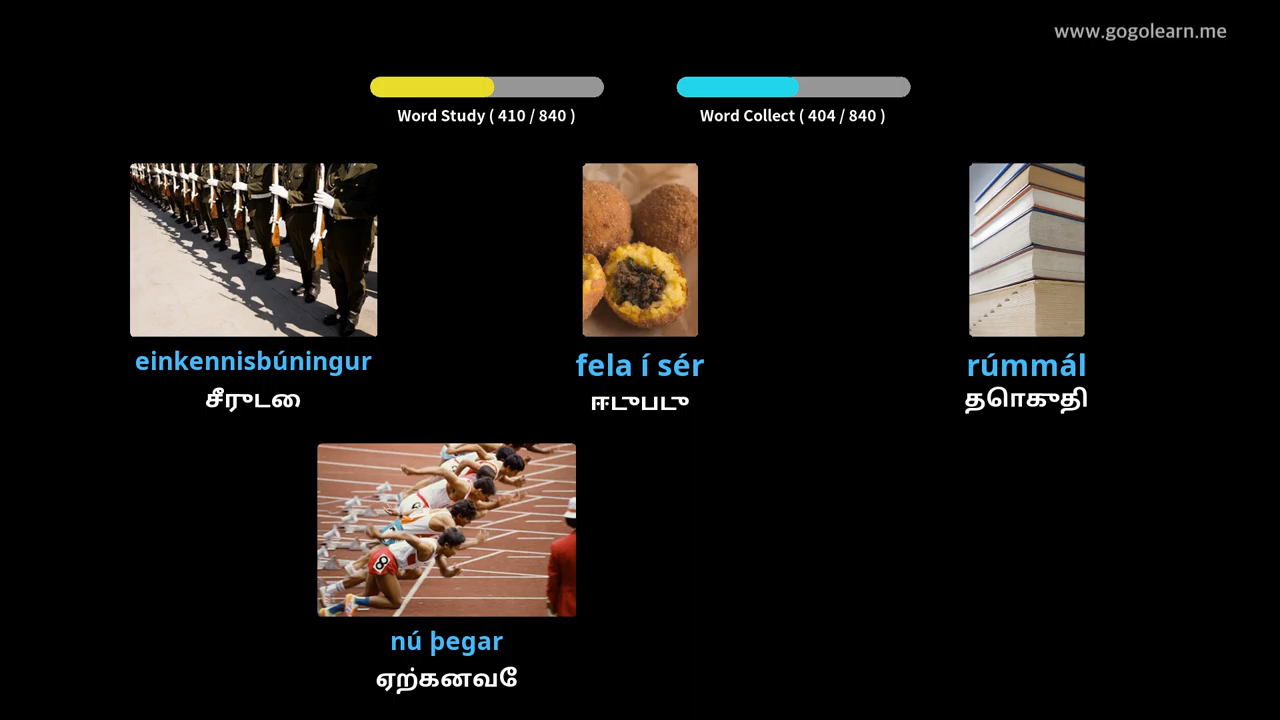 www.gogolearn.me
Word Study ( 410 / 840 )
Word Collect ( 404 / 840 )
einkennisbúningur
சீருடை
fela í sér
ஈடுபடு
rúmmál
தொகுதி
nú þegar
ஏற்கனவே
8